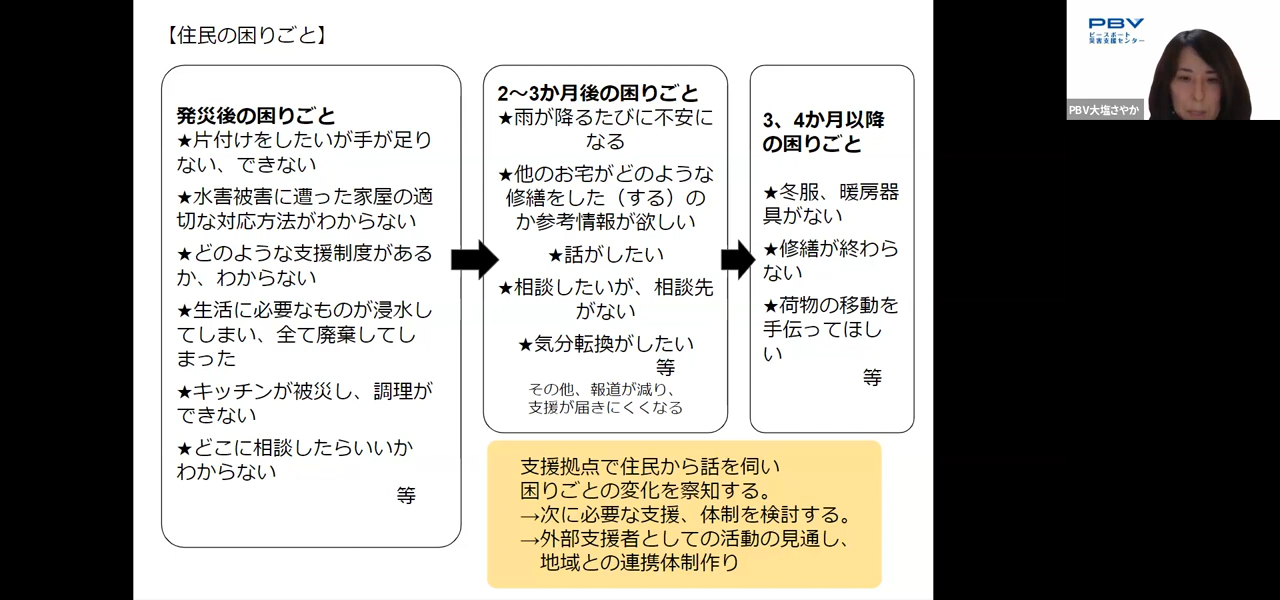 【住民の困りごと】
発災後の困りごと
★片付けをしたいが手が足り
ない、できない
★水害被害に遭った家屋の適
切な対応方法がわからない
★どのような支援制度がある
か、わからない
★生活に必要なものが浸水し
てしまい、全て廃棄してし
まった
★キッチンが被災し、調理が
できない
★どこに相談したらいいか
わからない
等
2～3か月後の困りごと
★雨が降るたびに不安に
なる
★他のお宅がどのような
修繕をした（する）の
か参考情報が欲しい
★話がしたい
★相談したいが、相談先
がない
★気分転換がしたい
等
その他、報道が減り、
支援が届きにくくなる
3、4か月以降
の困りごと
★冬服、暖房器
具がない
★修繕が終わら
ない
★荷物の移動を
手伝ってほし
い
等
支援拠点で住民から話を伺い
困りごとの変化を察知する。
→次に必要な支援、体制を検討する。
→外部支援者としての活動の見通し、
地域との連携体制作り
PBV
ピースボート
災害支援センター
PBV大塩さやか